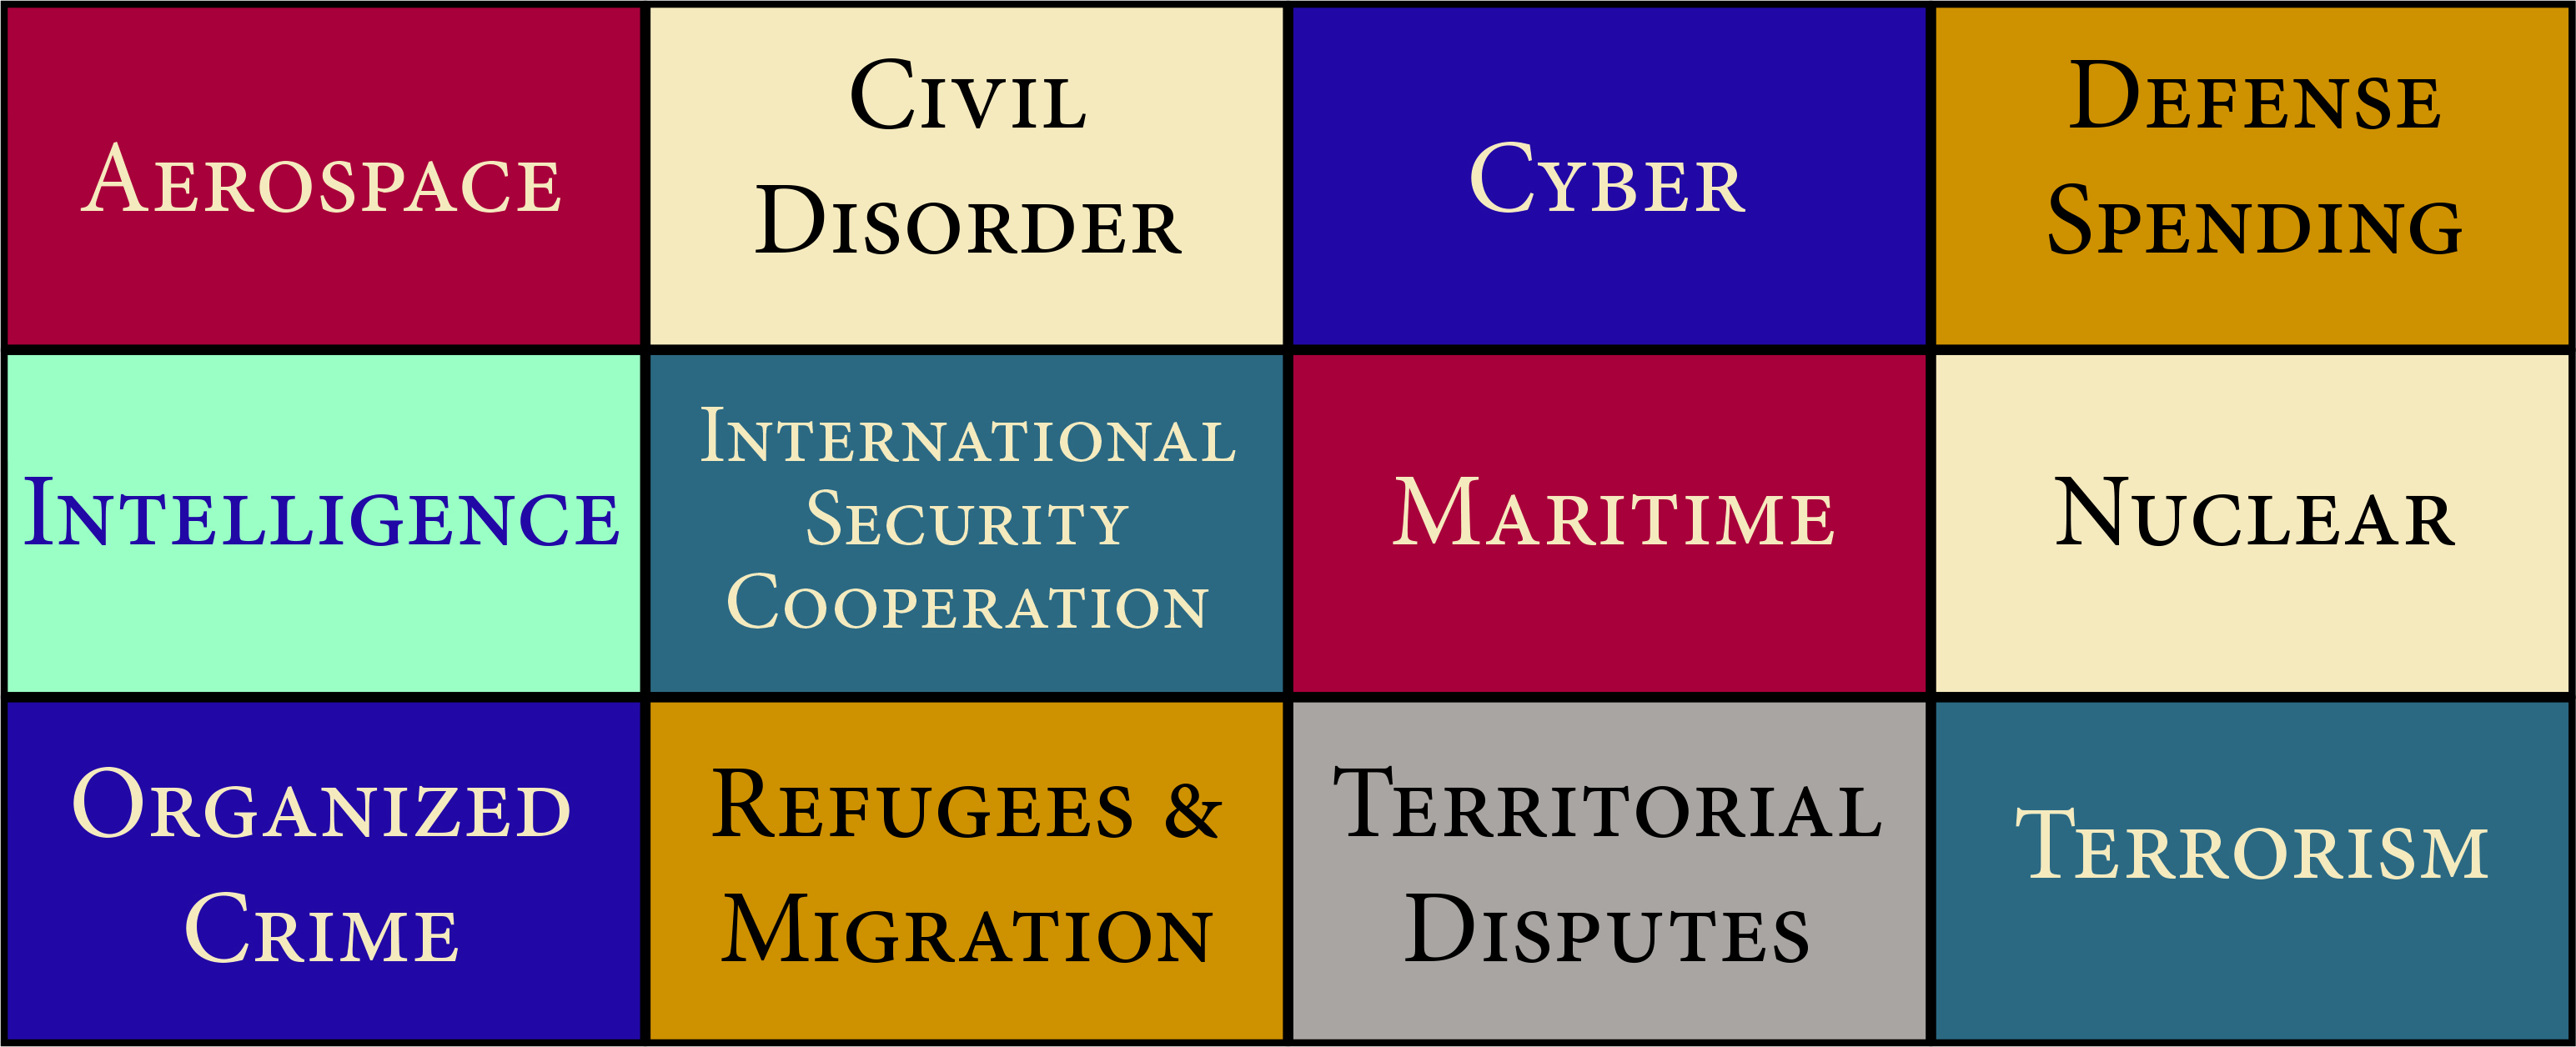 Aerospace
Civil
Disorder
Cyber
Defense
Spending
Intelligence
International
Security
Cooperation
Maritime
Nuclear
Organized
Crime
Refugees &
Migration
Territorial
Disputes
Terrorism